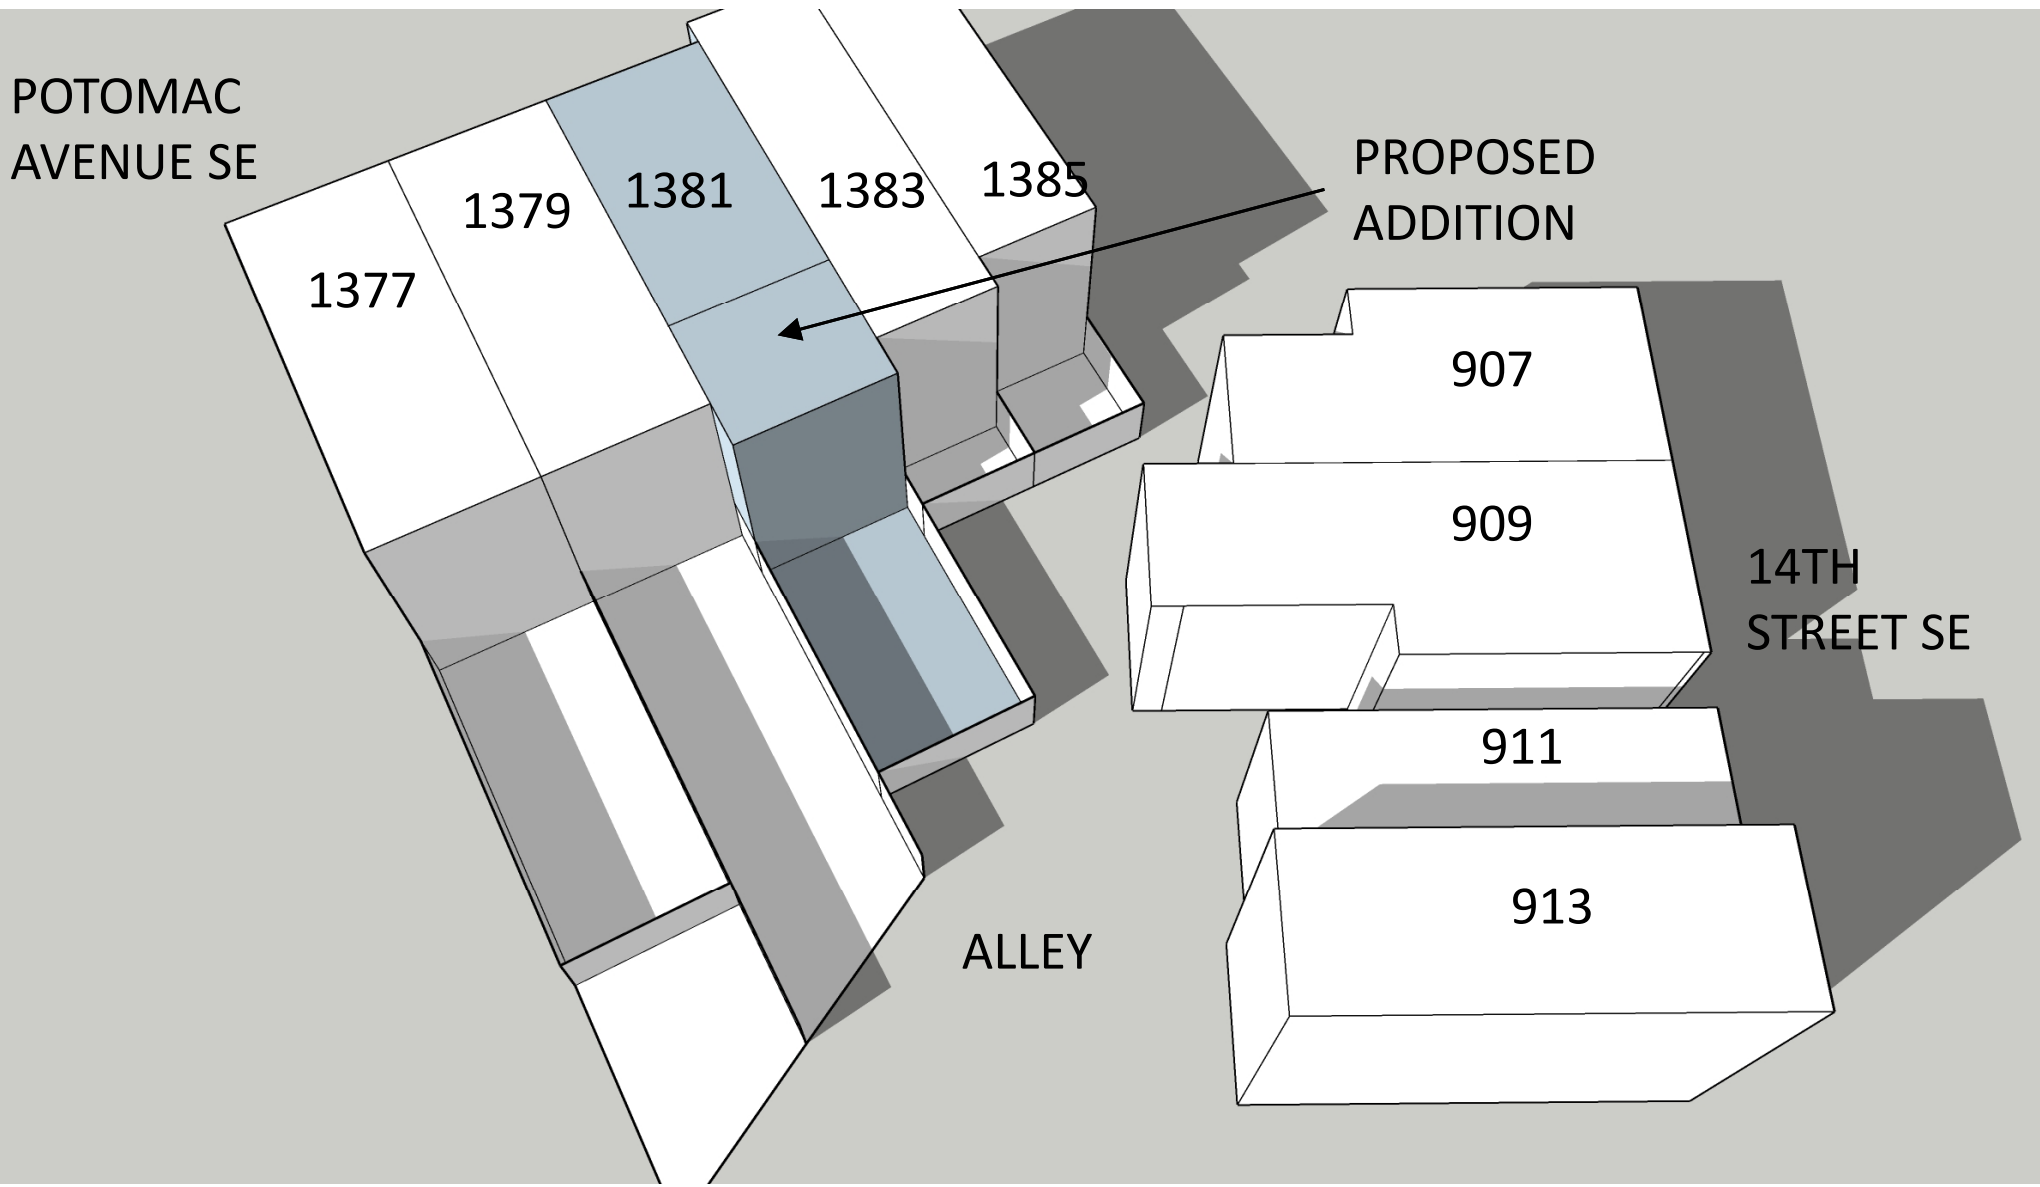 POTOMAC
AVENUE SE
1377
1379
1381
1383
1385
PROPOSED
ADDITION
907
909
911
913
14TH
STREET SE
ALLEY